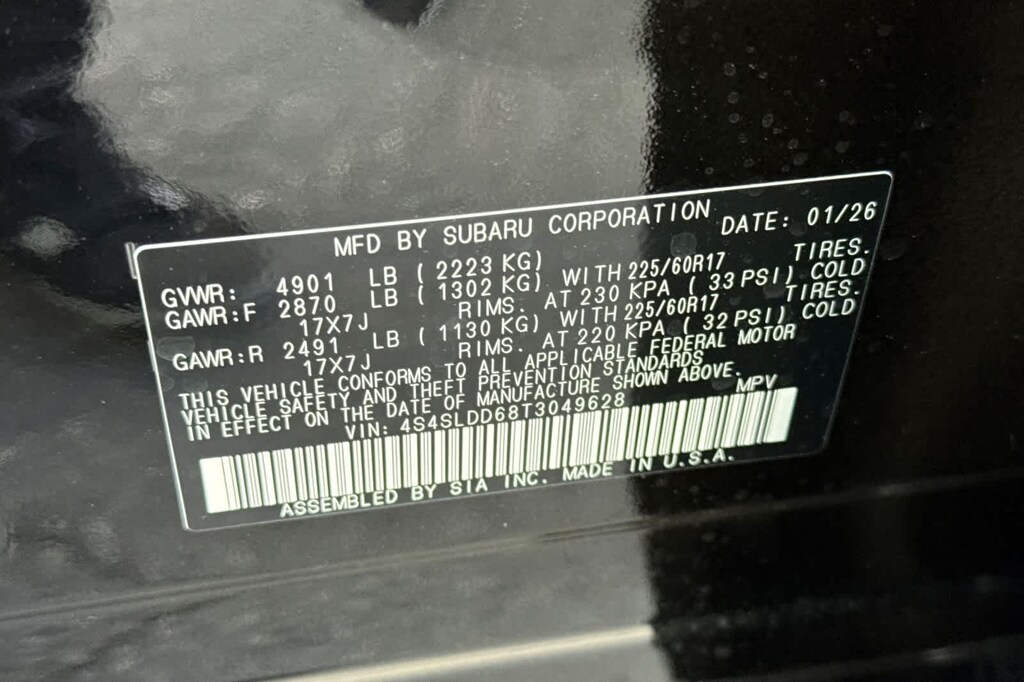 MFD BY SUBARU CORPORATION DATE: 01/26
GVWR: 4901 LB ( 2223 KG)
GAWR:F 2870 LB ( 1302 KG) WITH 225/60R17 TIRES.
17X7J RIMS. AT 230 KPA ( 33 PSI) COLD
GAWR:R 2491 LB ( 1130 KG) WITH 225/60R17 TIRES.
17X7J RIMS. AT 220 KPA ( 32 PSI) COLD
THIS VEHICLE CONFORMS TO ALL APPLICABLE FEDERAL MOTOR
VEHICLE SAFETY AND THEFT PREVENTION STANDARDS
IN EFFECT ON THE DATE OF MANUFACTURE SHOWN ABOVE.
VIN: 4S4SLDD68T3049628 MPV
ASSEMBLED BY SIA INC. MADE IN U.S.A.